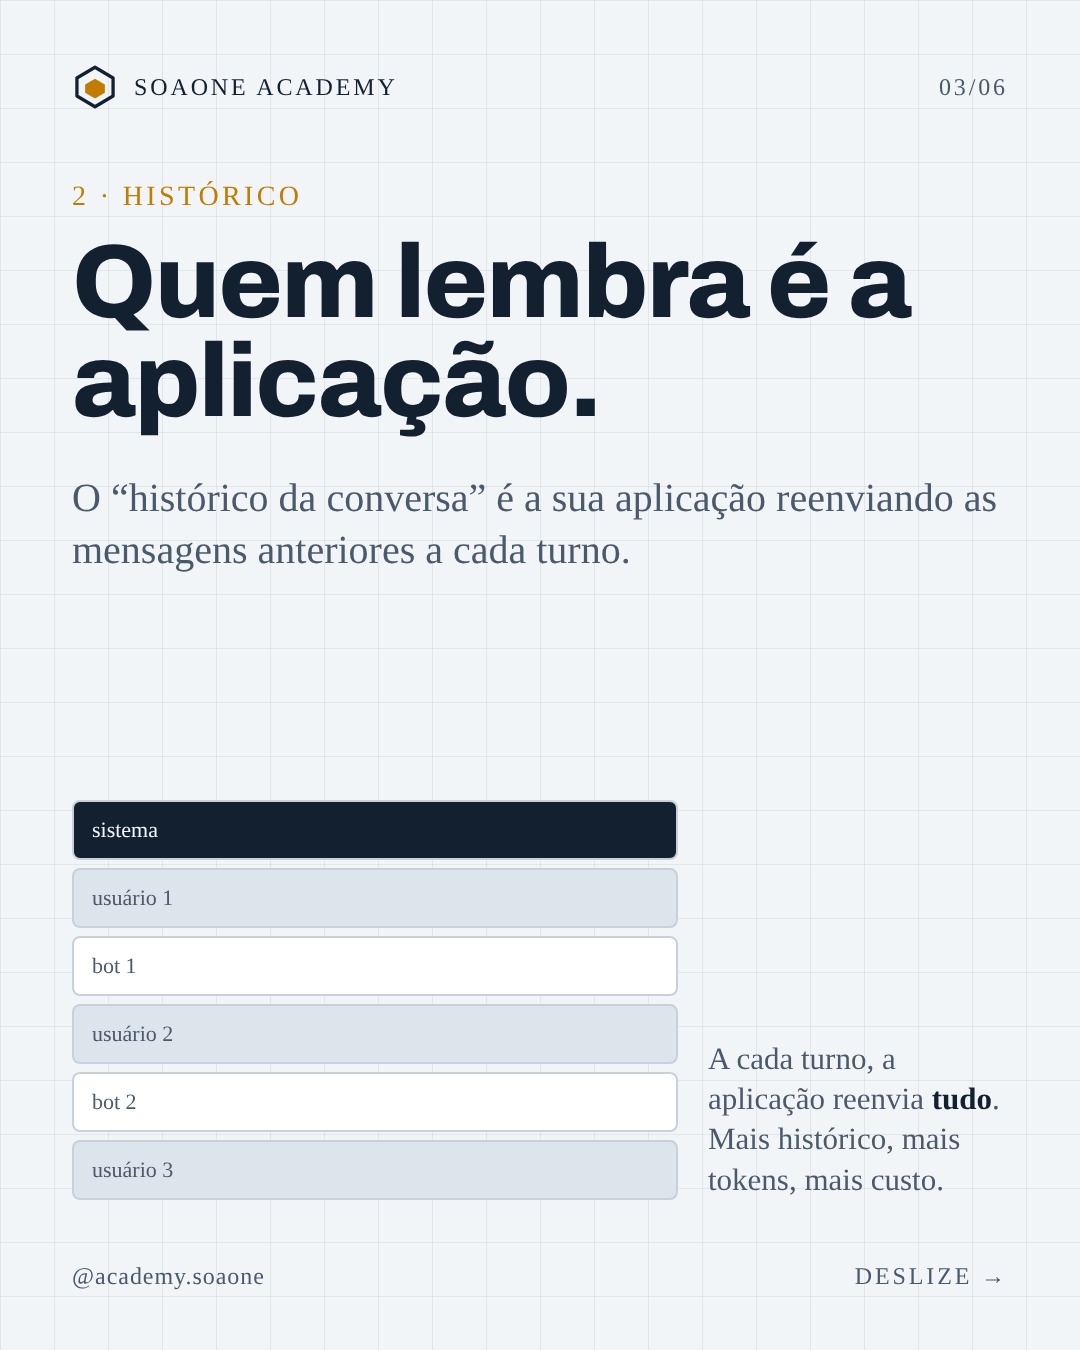 SOAONE ACADEMY
03/06
2 · HISTÓRICO
Quem lembra é a
aplicação.
O “histórico da conversa” é a sua aplicação reenviando as
mensagens anteriores a cada turno.
sistema
usuário 1
bot 1
usuário 2
bot 2
usuário 3
A cada turno, a
aplicação reenvia tudo.
Mais histórico, mais
tokens, mais custo.
@academy.soaone
DESLIZE →